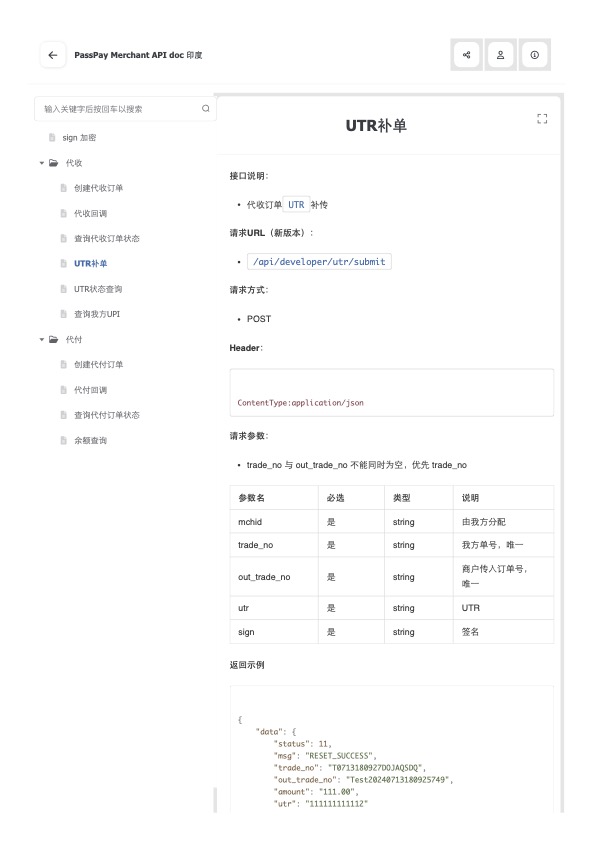 PassPay Merchant API doc 印度
输入关键字后按回车以搜索
sign 加密
代收
创建代收订单
代收回调
查询代收订单状态
UTR补单
UTR状态查询
查询我方UPI
代付
创建代付订单
代付回调
查询代付订单状态
余额查询
UTR补单
接口说明：
• 代收订单 UTR 补传
请求URL（新版本）：
• /api/developer/utr/submit
请求方式：
• POST
Header：
ContentType:application/json
请求参数：
• trade_no 与 out_trade_no 不能同时为空，优先 trade_no
参数名 必选 类型 说明
mchid 是 string 由我方分配
trade_no 是 string 我方单号，唯一
out_trade_no 是 string 商户传入订单号，
唯一
utr 是 string UTR
sign 是 string 签名
返回示例
{
"data": {
"status": 11,
"msg": "RESET_SUCCESS",
"trade_no": "T0713180927DOJAQSDQ",
"out_trade_no": "Test20240713180925749",
"amount": "111.00",
"utr": "111111111112"